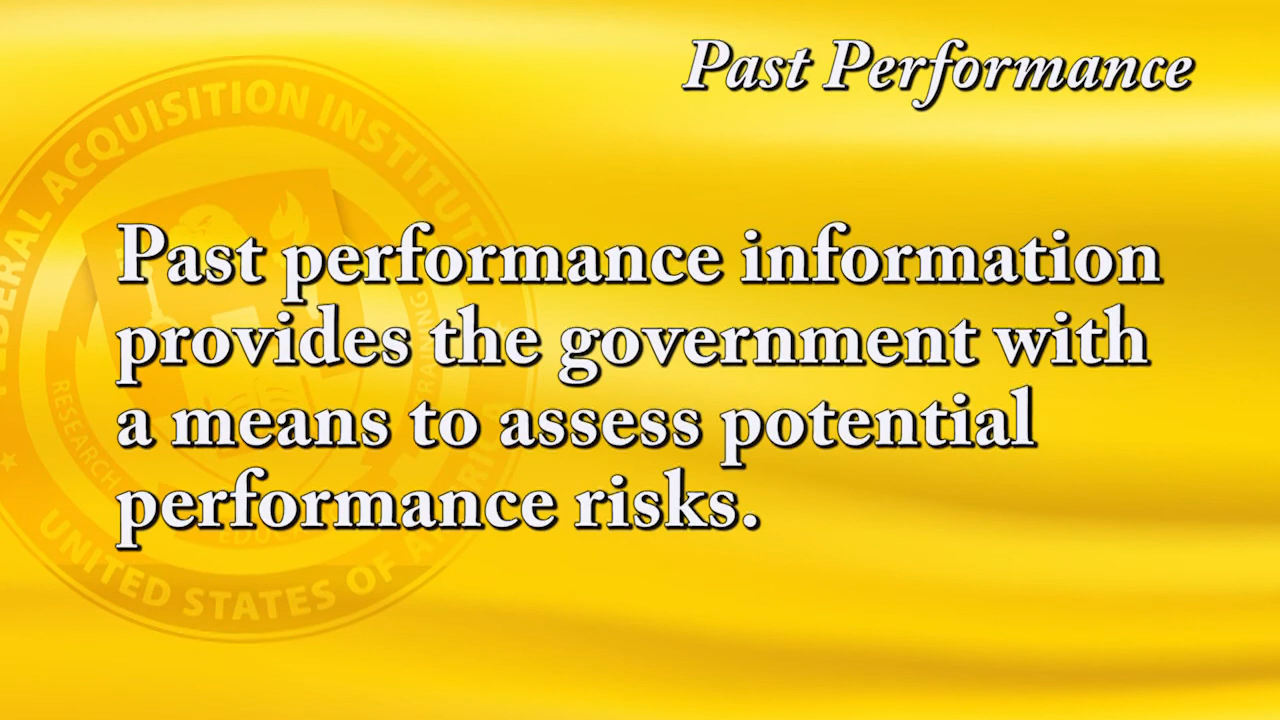 Past Performance
FEDERAL ACQUISITION INSTITUTE
Past performance information
provides the government with
a means to assess potential
performance risks.
RESEARCH
UNITED STATES OF AMERICA